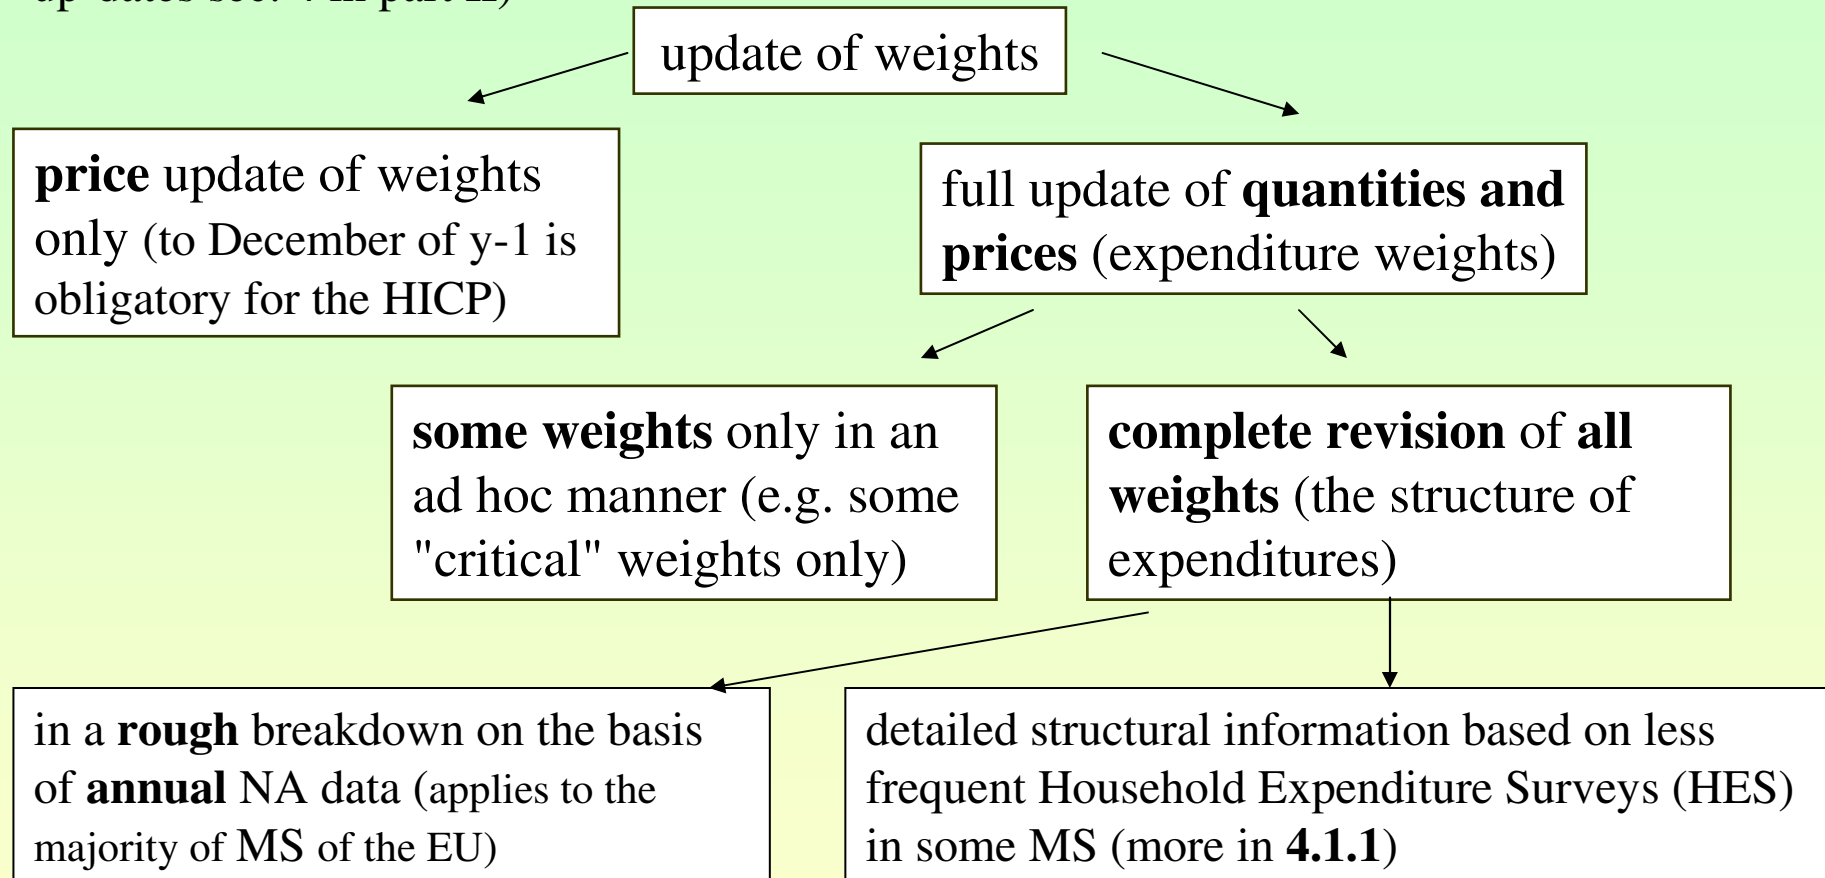 update of weights
price update of weights
only (to December of y-1 is
obligatory for the HICP)
full update of quantities and
prices (expenditure weights)
some weights only in an
ad hoc manner (e.g. some
"critical" weights only)
complete revision of all
weights (the structure of
expenditures)
in a rough breakdown on the basis
of annual NA data (applies to the
majority of MS of the EU)
detailed structural information based on less
frequent Household Expenditure Surveys (HES)
in some MS (more in 4.1.1)